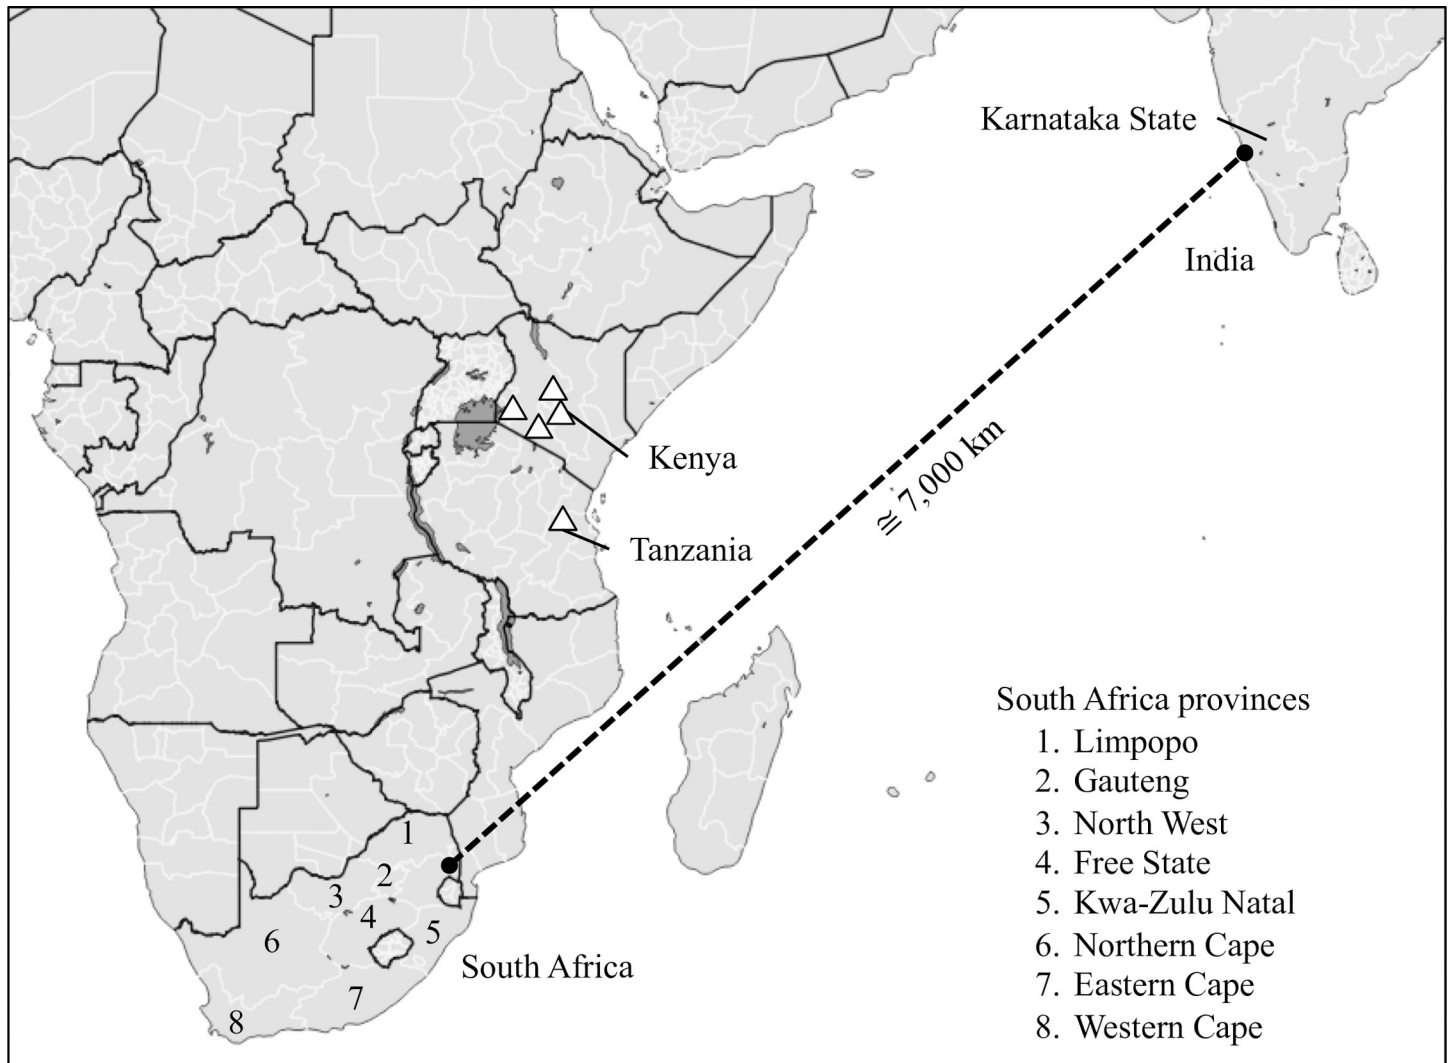 Karnataka State
India
Kenya
≅ 7,000 km
Tanzania
South Africa provinces
1. Limpopo
2. Gauteng
3. North West
4. Free State
5. Kwa-Zulu Natal
6. Northern Cape
7. Eastern Cape
8. Western Cape
1
2
3
4
5
6
South Africa
7
8